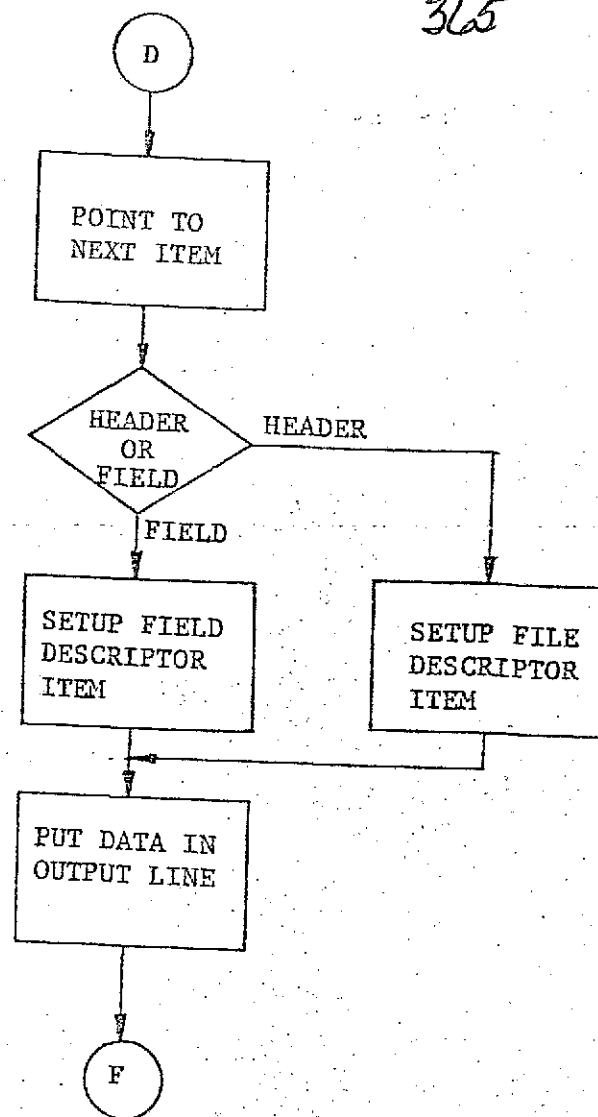 365
D
POINT TO
NEXT ITEM
HEADER
OR
FIELD
HEADER
FIELD
SETUP FIELD
DESCRIPTOR
ITEM
SETUP FILE
DESCRIPTOR
ITEM
PUT DATA IN
OUTPUT LINE
F